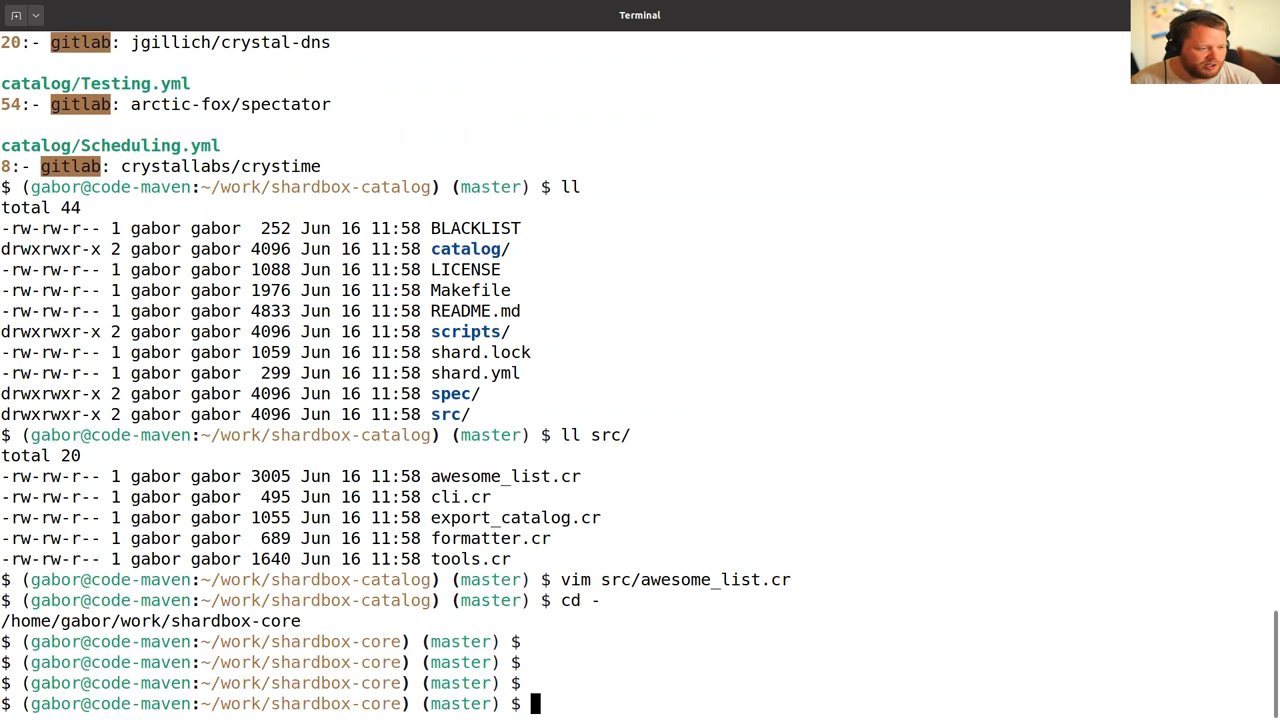 Terminal
20:- gitlab: jgillich/crystal-dns
catalog/Testing.yml
54:- gitlab: arctic-fox/spectator
catalog/Scheduling.yml
8:- gitlab: crystallabs/crystime
$ (gabor@code-maven:~/work/shardbox-catalog) (master) $ ll
total 44
-rw-rw-r-- 1 gabor gabor  252 Jun 16 11:58 BLACKLIST
drwxrwxr-x 2 gabor gabor 4096 Jun 16 11:58 catalog/
-rw-rw-r-- 1 gabor gabor 1088 Jun 16 11:58 LICENSE
-rw-rw-r-- 1 gabor gabor 1976 Jun 16 11:58 Makefile
-rw-rw-r-- 1 gabor gabor 4833 Jun 16 11:58 README.md
drwxrwxr-x 2 gabor gabor 4096 Jun 16 11:58 scripts/
-rw-rw-r-- 1 gabor gabor 1059 Jun 16 11:58 shard.lock
-rw-rw-r-- 1 gabor gabor  299 Jun 16 11:58 shard.yml
drwxrwxr-x 2 gabor gabor 4096 Jun 16 11:58 spec/
drwxrwxr-x 2 gabor gabor 4096 Jun 16 11:58 src/
$ (gabor@code-maven:~/work/shardbox-catalog) (master) $ ll src/
total 20
-rw-rw-r-- 1 gabor gabor 3005 Jun 16 11:58 awesome_list.cr
-rw-rw-r-- 1 gabor gabor  495 Jun 16 11:58 cli.cr
-rw-rw-r-- 1 gabor gabor 1055 Jun 16 11:58 export_catalog.cr
-rw-rw-r-- 1 gabor gabor  689 Jun 16 11:58 formatter.cr
-rw-rw-r-- 1 gabor gabor 1640 Jun 16 11:58 tools.cr
$ (gabor@code-maven:~/work/shardbox-catalog) (master) $ vim src/awesome_list.cr
$ (gabor@code-maven:~/work/shardbox-catalog) (master) $ cd -
/home/gabor/work/shardbox-core
$ (gabor@code-maven:~/work/shardbox-core) (master) $
$ (gabor@code-maven:~/work/shardbox-core) (master) $
$ (gabor@code-maven:~/work/shardbox-core) (master) $
$ (gabor@code-maven:~/work/shardbox-core) (master) $